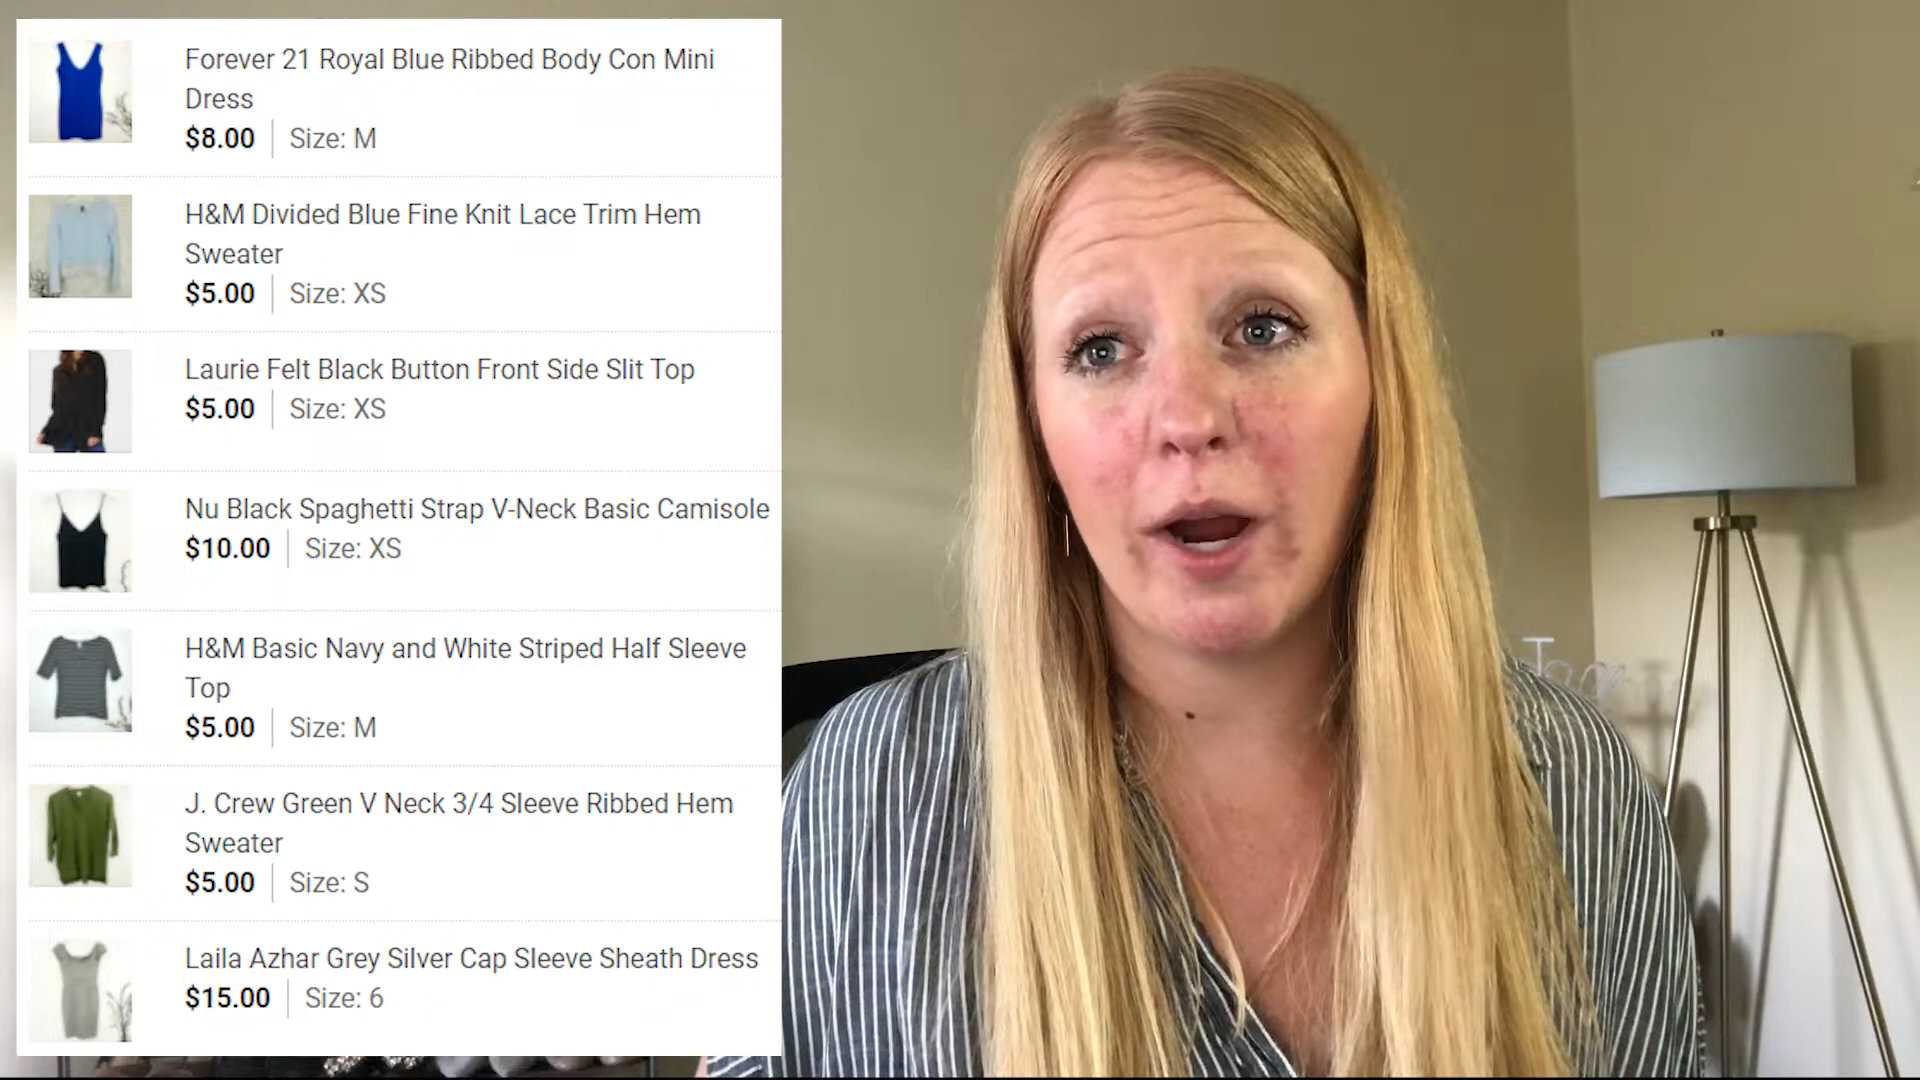 Forever 21 Royal Blue Ribbed Body Con Mini
Dress
$8.00 Size: M
H&M Divided Blue Fine Knit Lace Trim Hem
Sweater
$5.00 Size: XS
Laurie Felt Black Button Front Side Slit Top
$5.00 Size: XS
Nu Black Spaghetti Strap V-Neck Basic Camisole
$10.00 Size: XS
H&M Basic Navy and White Striped Half Sleeve
Top
$5.00 Size: M
J. Crew Green V Neck 3/4 Sleeve Ribbed Hem
Sweater
$5.00 Size: S
Laila Azhar Grey Silver Cap Sleeve Sheath Dress
$15.00 Size: 6